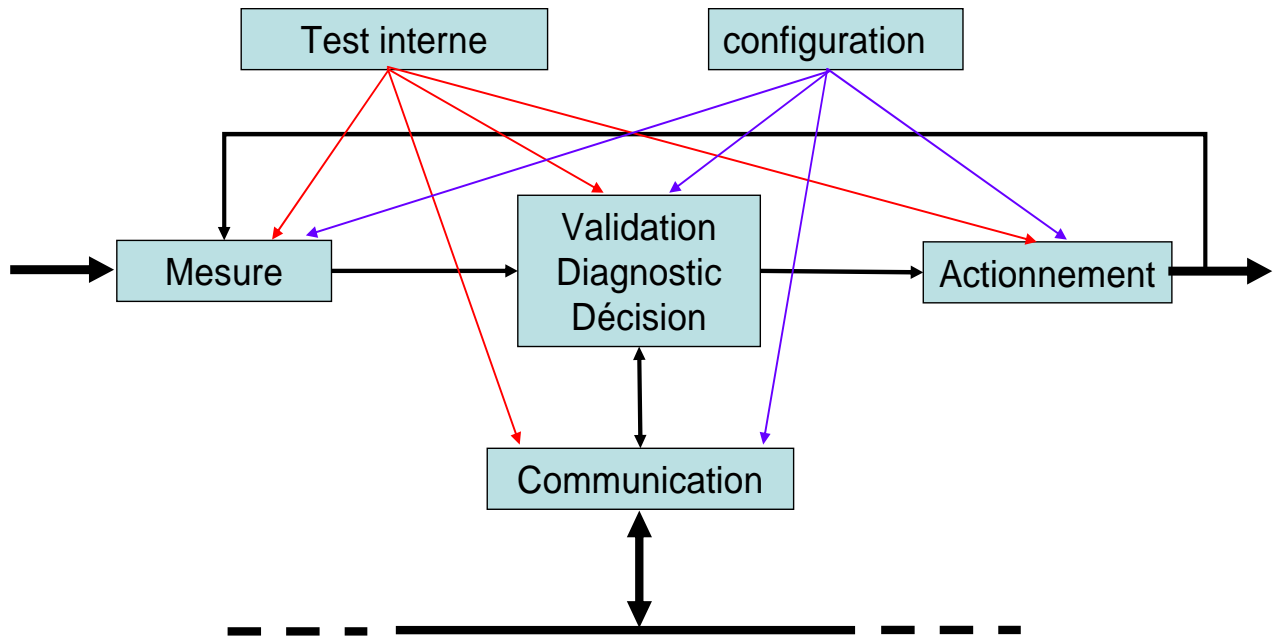 Test interne
configuration
Validation
Diagnostic
Décision
Mesure
Actionnement
Communication